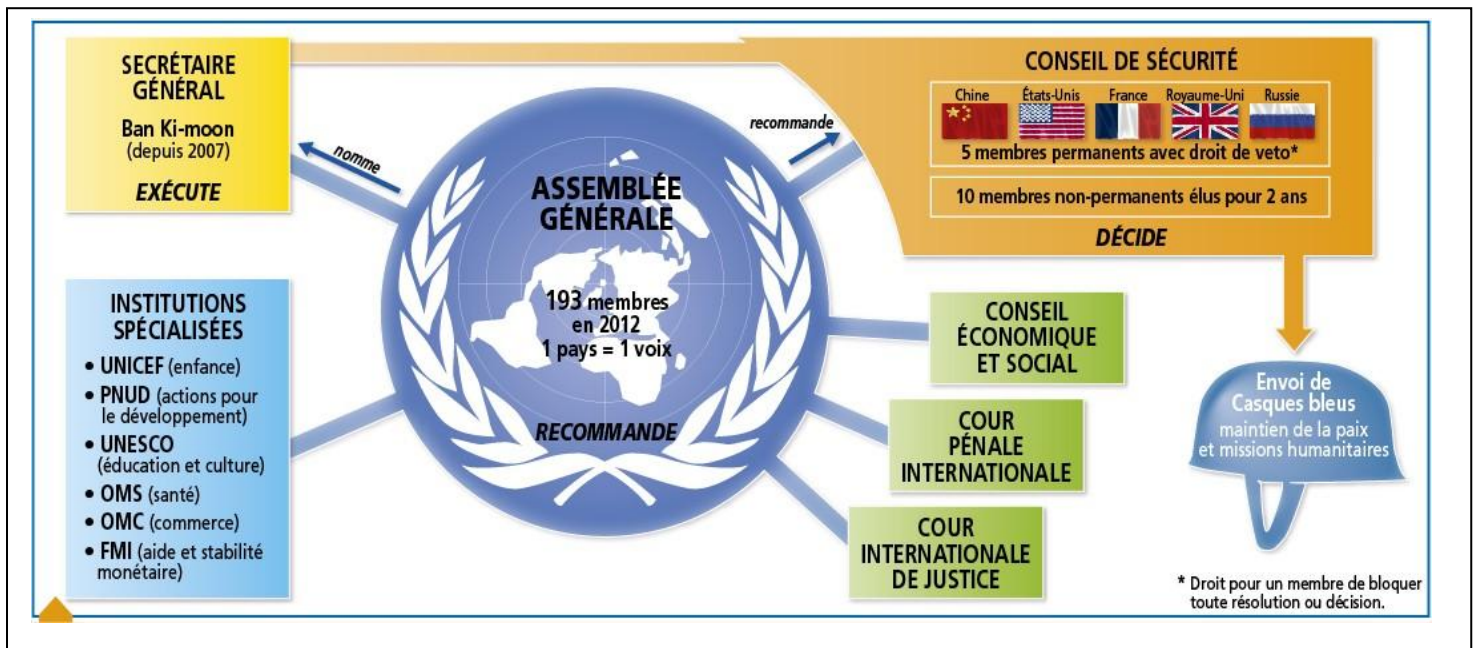 SECRÉTAIRE
GÉNÉRAL
Ban Ki-moon
(depuis 2007)
EXÉCUTE
nomme
INSTITUTIONS
SPÉCIALISÉES
• UNICEF (enfance)
• PNUD (actions pour
le développement)
• UNESCO
(éducation et culture)
• OMS (santé)
• OMC (commerce)
• FMI (aide et stabilité
monétaire)
ASSEMBLÉE
GÉNÉRALE
193 membres
en 2012
1 pays = 1 voix
RECOMMANDE
recommande
CONSEIL DE SÉCURITÉ
Chine États-Unis France Royaume-Uni Russie
5 membres permanents avec droit de veto*
10 membres non-permanents élus pour 2 ans
DÉCIDE
CONSEIL
ÉCONOMIQUE
ET SOCIAL
COUR
PÉNALE
INTERNATIONALE
COUR
INTERNATIONALE
DE JUSTICE
Envoi de
Casques bleus
maintien de la paix
et missions humanitaires
* Droit pour un membre de bloquer
toute résolution ou décision.